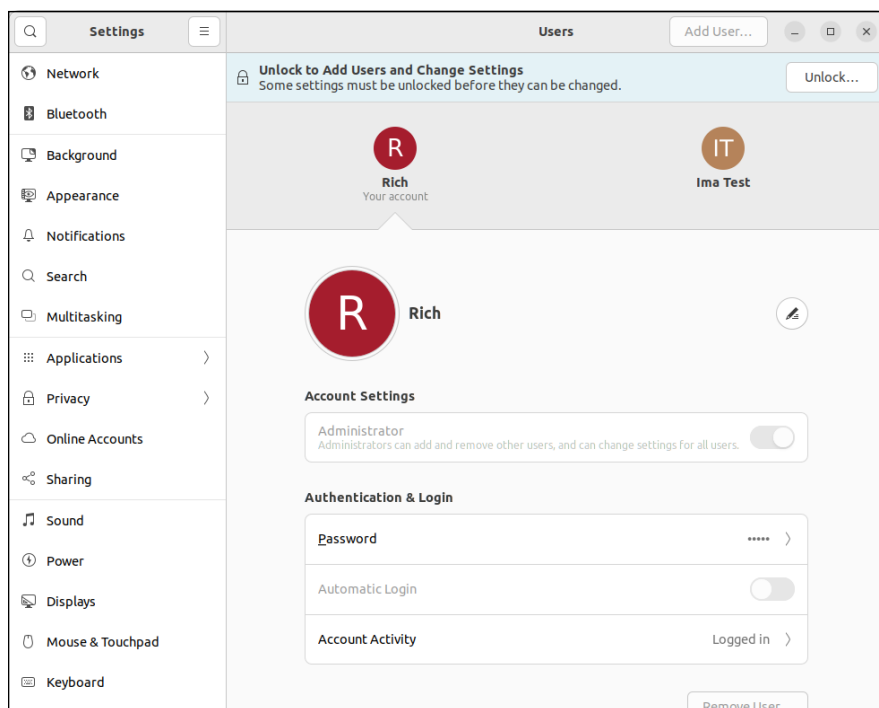 Settings
Users
Add User...
Unlock to Add Users and Change Settings
Some settings must be unlocked before they can be changed.
Unlock...
Network
Bluetooth
Background
Appearance
Notifications
Search
Multitasking
Applications
Privacy
Online Accounts
Sharing
Sound
Power
Displays
Mouse & Touchpad
Keyboard
R
Rich
Your account
IT
Ima Test
R
Rich
Account Settings
Administrator
Administrators can add and remove other users, and can change settings for all users.
Authentication & Login
Password •••••
Automatic Login
Account Activity Logged in
Remove User...